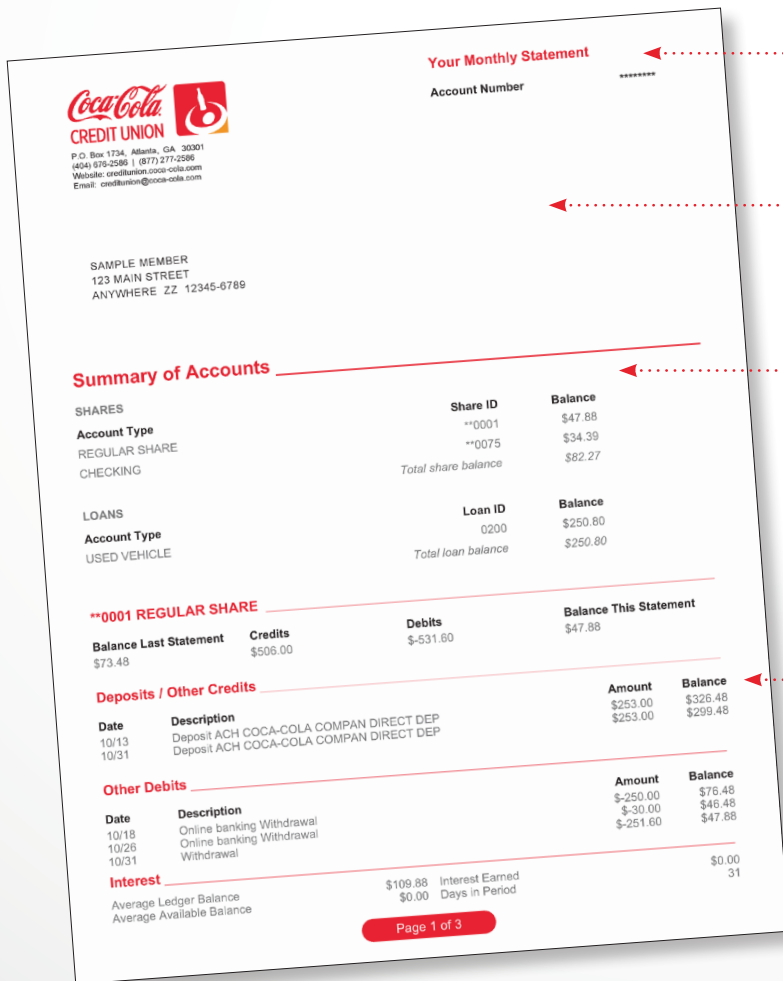 Your Monthly Statement
Account Number ********
Coca-Cola
CREDIT UNION
P.O. Box 1734, Atlanta, GA 30301
(404) 676-2586 | (877) 277-2586
Website: creditunion.coca-cola.com
Email: creditunion@coca-cola.com
SAMPLE MEMBER
123 MAIN STREET
ANYWHERE ZZ 12345-6789
Summary of Accounts
SHARES
Account Type Share ID Balance
REGULAR SHARE **0001 $47.88
CHECKING **0075 $34.39
Total share balance $82.27
LOANS
Account Type Loan ID Balance
USED VEHICLE 0200 $250.80
Total loan balance $250.80
**0001 REGULAR SHARE
Balance Last Statement Credits Debits Balance This Statement
$73.48 $506.00 $-531.60 $47.88
Deposits / Other Credits
Date Description Amount Balance
10/13 Deposit ACH COCA-COLA COMPAN DIRECT DEP $253.00 $326.48
10/31 Deposit ACH COCA-COLA COMPAN DIRECT DEP $253.00 $299.48
Other Debits
Date Description Amount Balance
10/18 Online banking Withdrawal $-250.00 $76.48
10/26 Online banking Withdrawal $-30.00 $46.48
10/31 Withdrawal $-251.60 $47.88
Interest
Average Ledger Balance $109.88 Interest Earned $0.00
Average Available Balance $0.00 Days in Period 31
Page 1 of 3